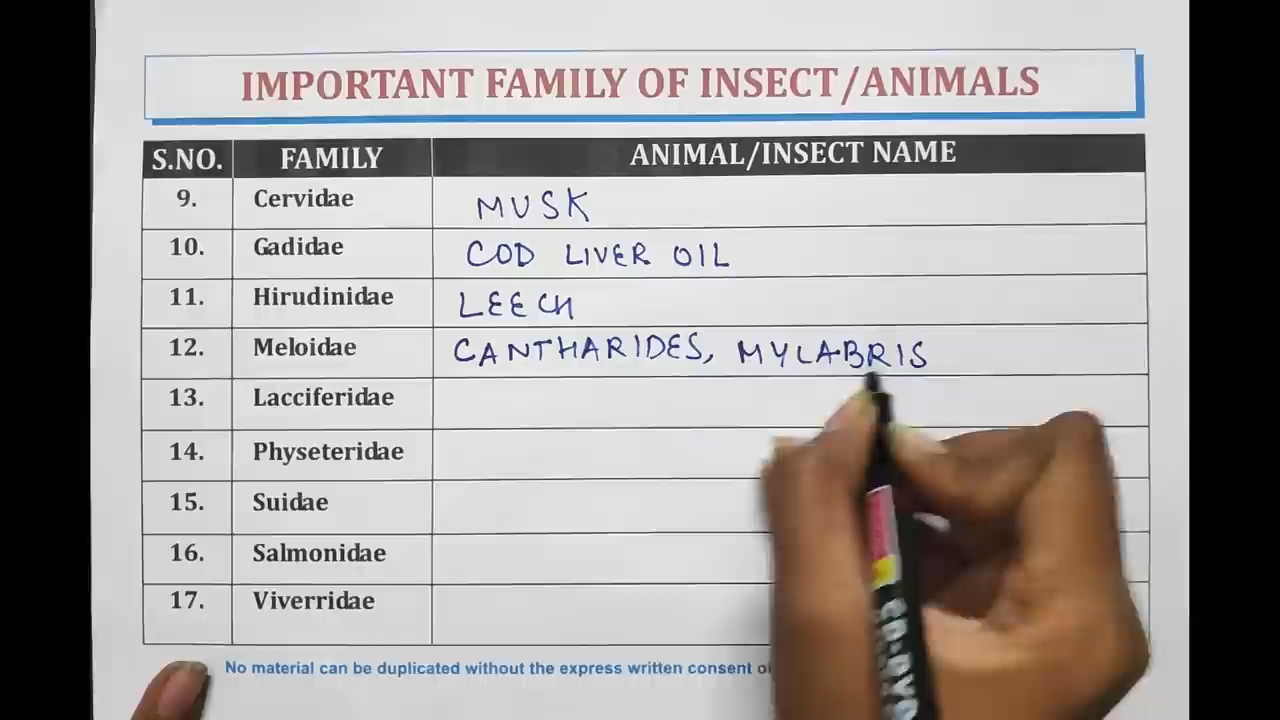 IMPORTANT FAMILY OF INSECT/ANIMALS
S.NO. FAMILY ANIMAL/INSECT NAME
9. Cervidae MUSK
10. Gadidae COD LIVER OIL
11. Hirudinidae LEECH
12. Meloidae CANTHARIDES, MYLABRIS
13. Lacciferidae
14. Physeteridae
15. Suidae
16. Salmonidae
17. Viverridae
No material can be duplicated without the express written consent